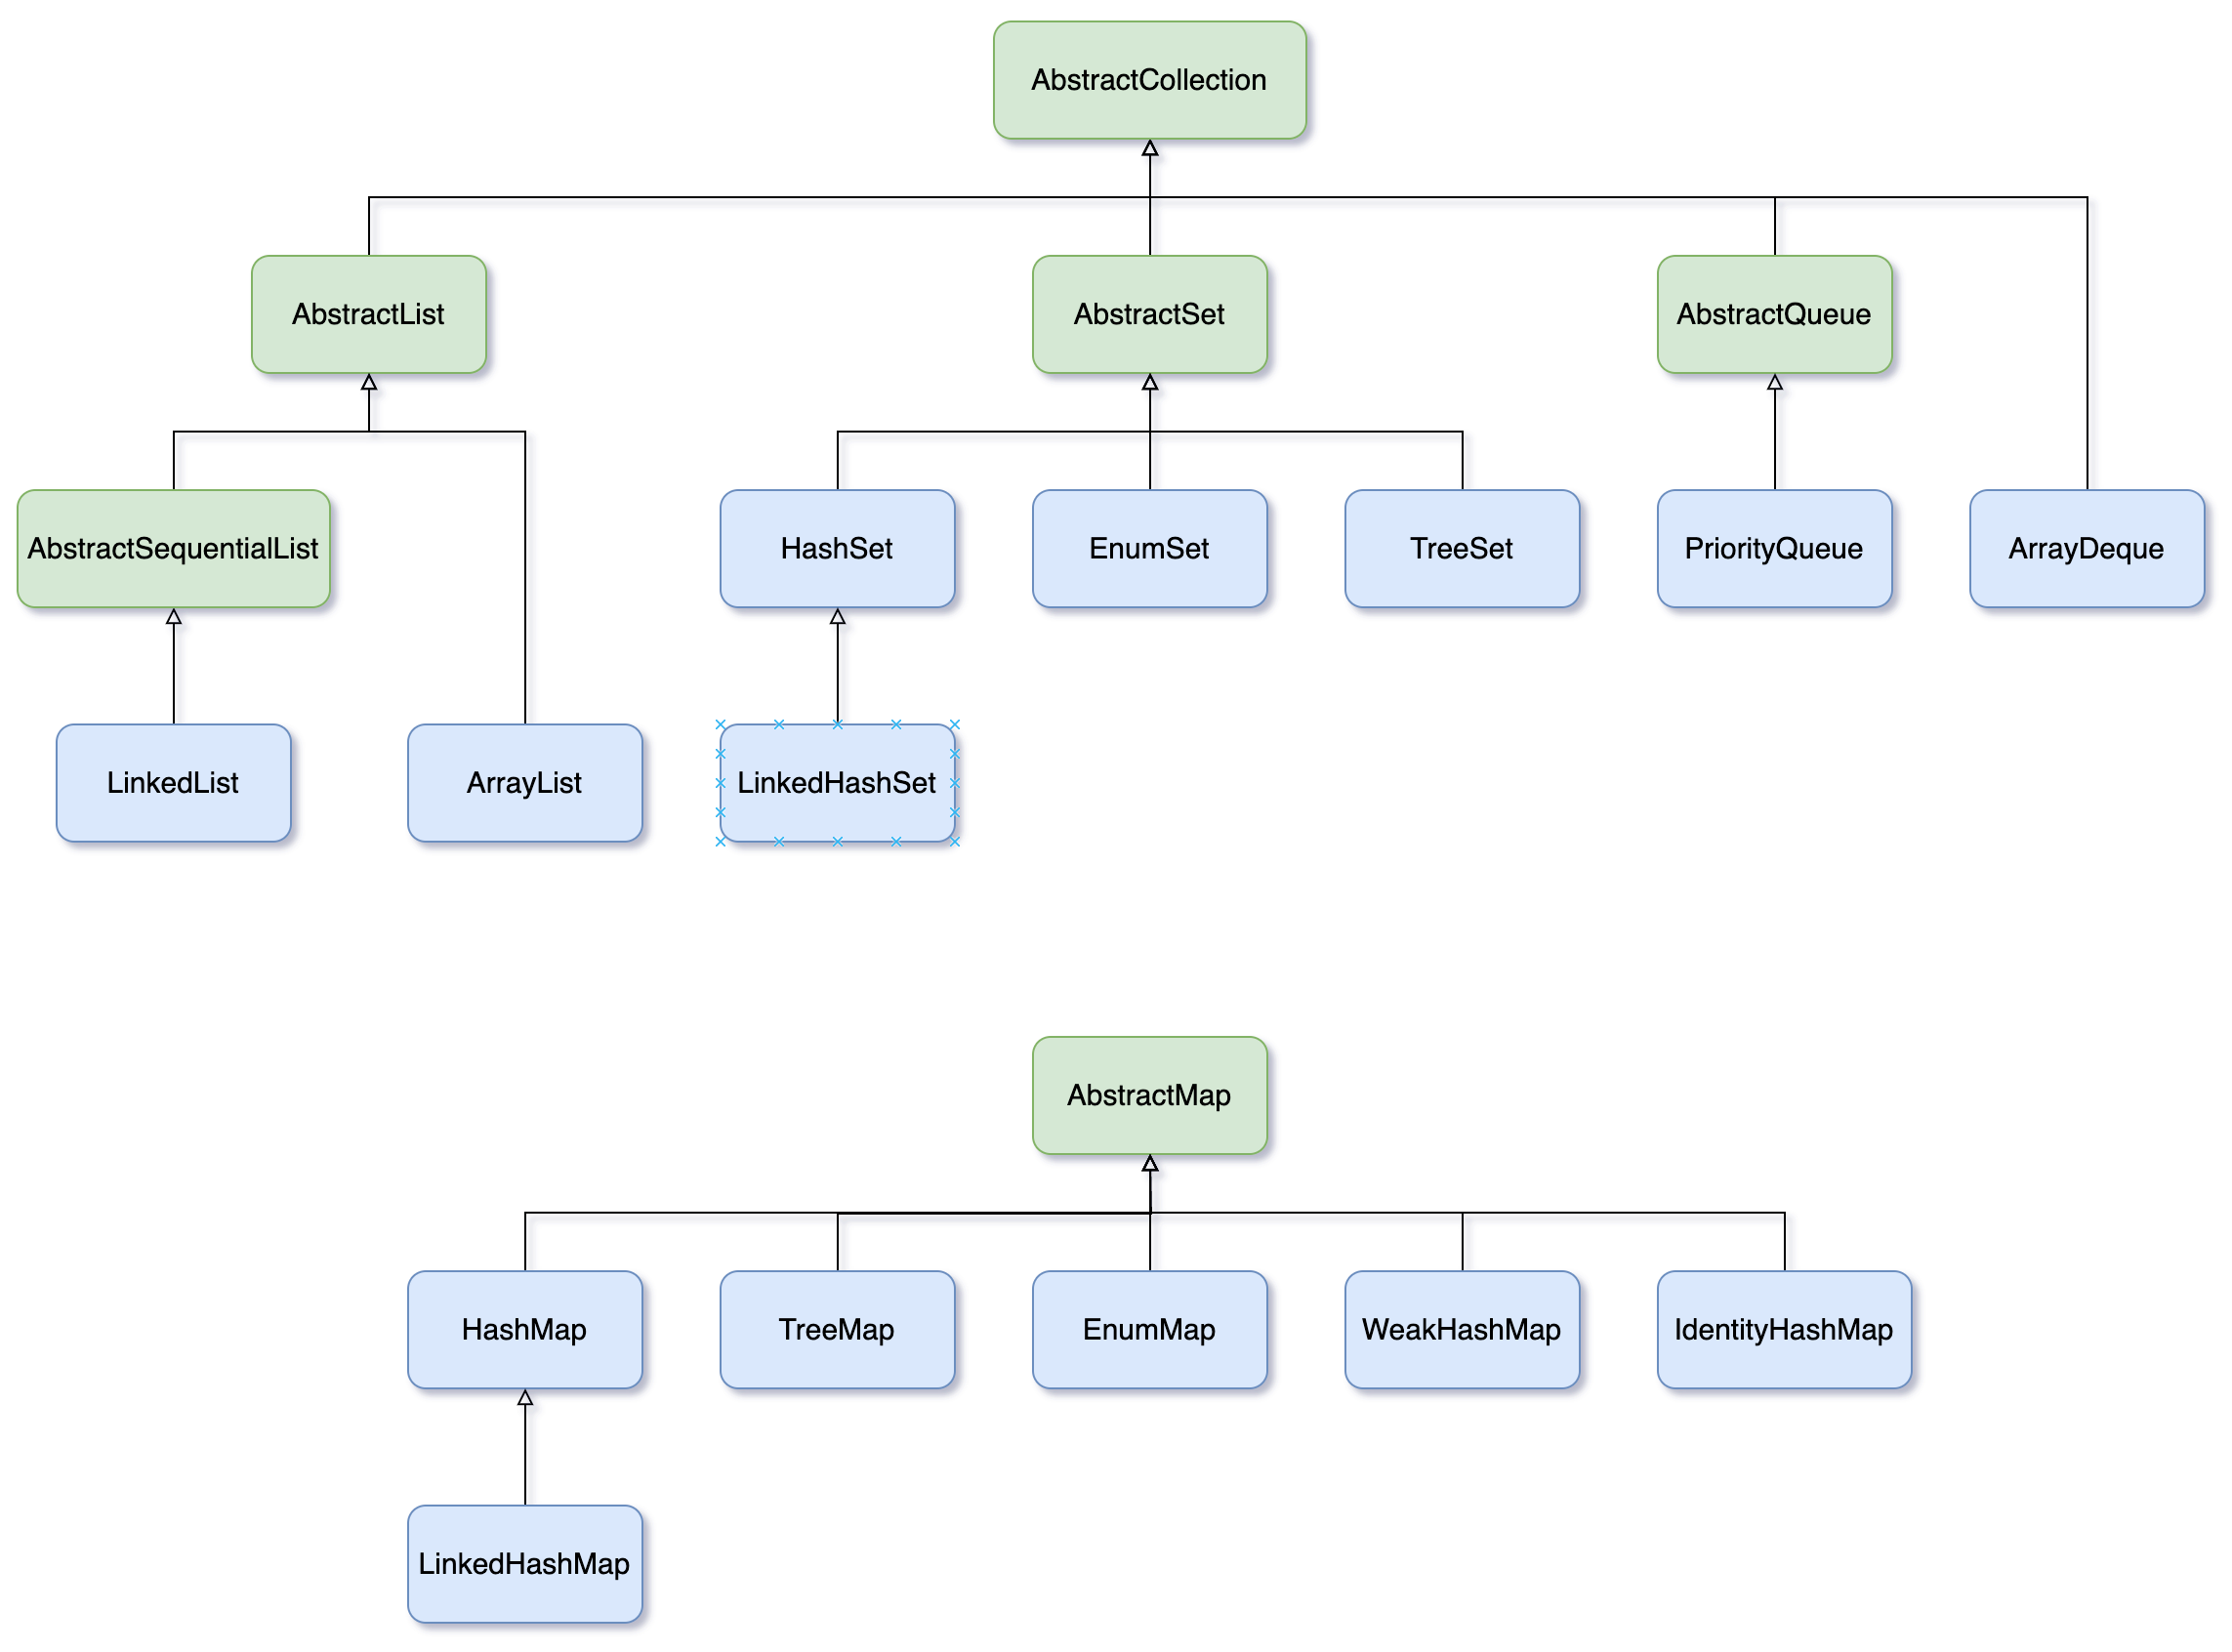 AbstractCollection
AbstractList
AbstractSet
AbstractQueue
AbstractSequentialList
HashSet
EnumSet
TreeSet
PriorityQueue
ArrayDeque
LinkedList
ArrayList
LinkedHashSet
AbstractMap
HashMap
TreeMap
EnumMap
WeakHashMap
IdentityHashMap
LinkedHashMap